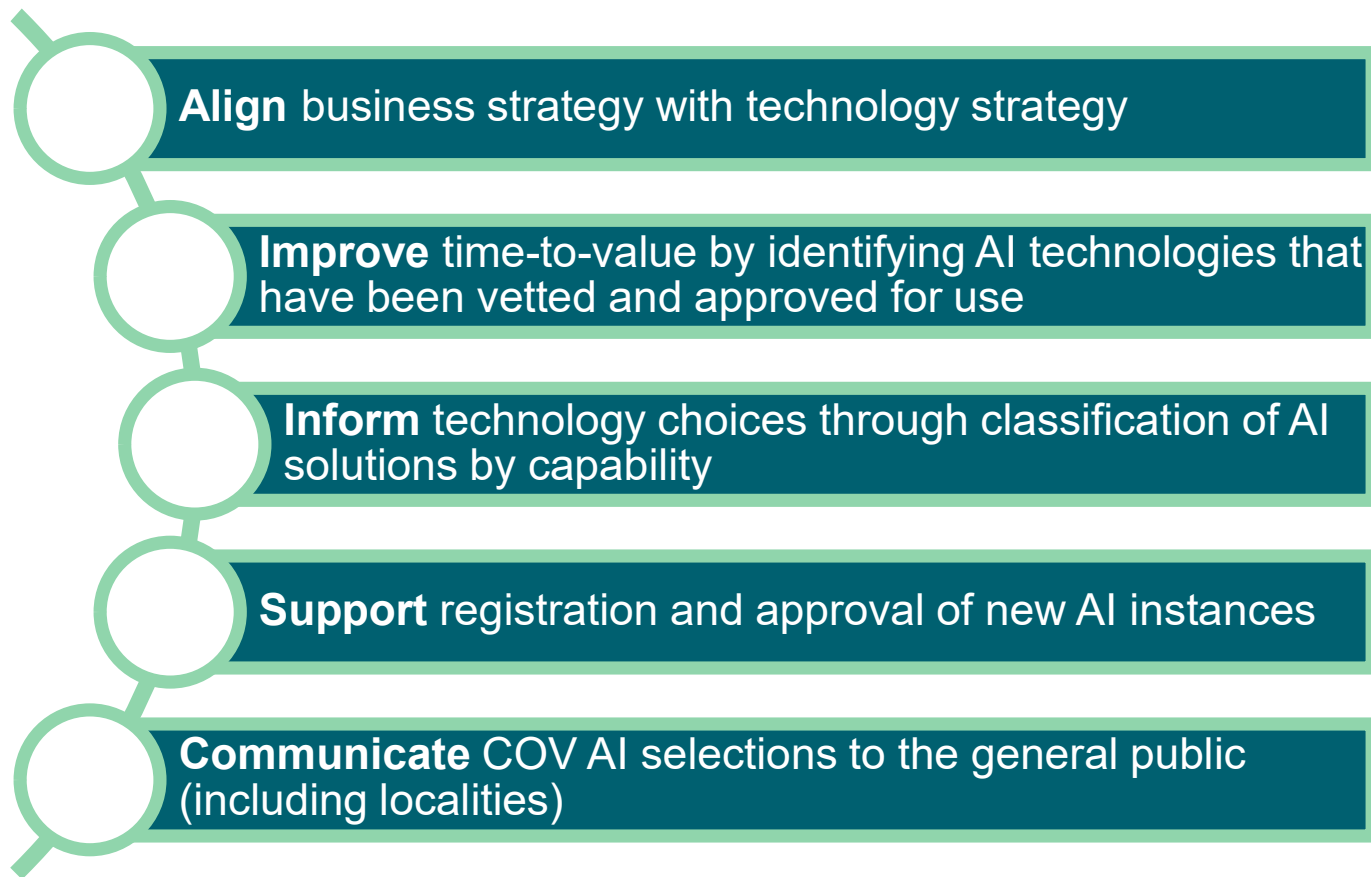 Align business strategy with technology strategy
Improve time-to-value by identifying AI technologies that
have been vetted and approved for use
Inform technology choices through classification of AI
solutions by capability
Support registration and approval of new AI instances
Communicate COV AI selections to the general public
(including localities)